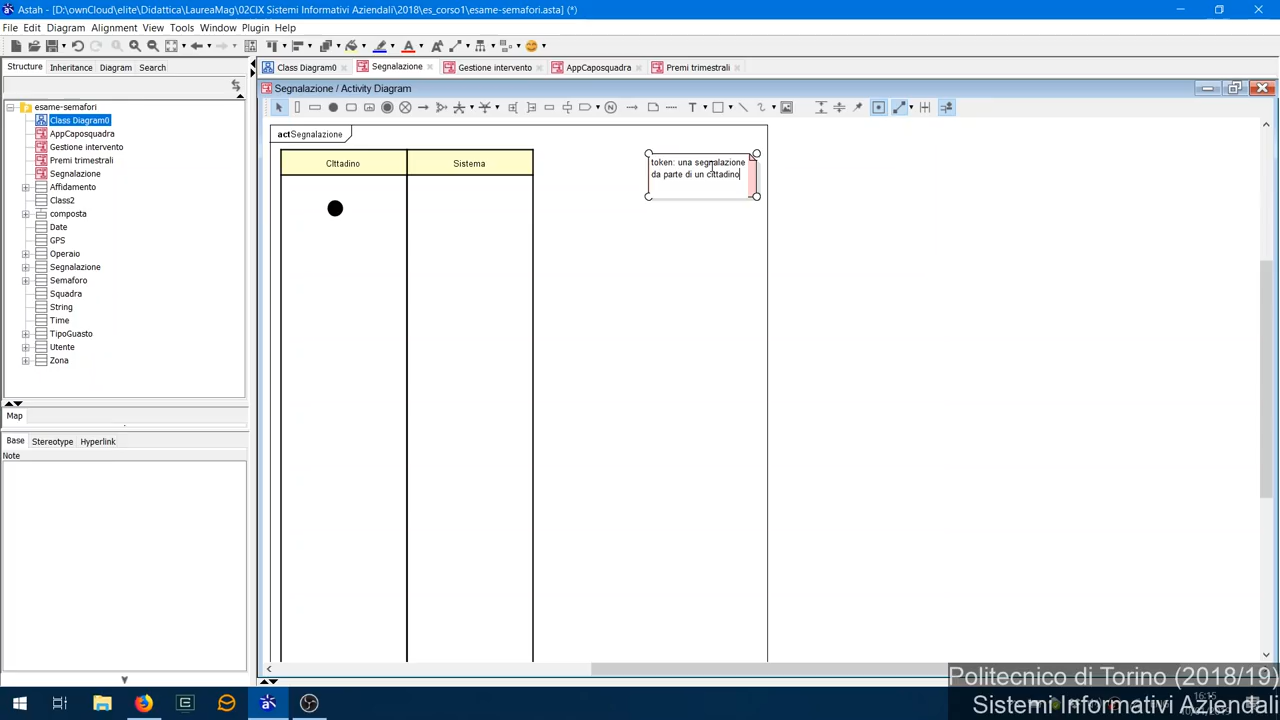 Astah - [D:\ownCloud\elite\Didattica\LaureaMag\02CIX Sistemi Informativi Aziendali\2018\es_corso1\esame-semafori.asta] (*)
File Edit Diagram Alignment View Tools Window Plugin Help
Structure Inheritance Diagram Search
Class Diagram0 Segnalazione Gestione intervento AppCaposquadra Premi trimestrali
Segnalazione / Activity Diagram
esame-semafori
Class Diagram0
AppCaposquadra
Gestione intervento
Premi trimestrali
Segnalazione
Affidamento
Class2
composta
Date
GPS
Operaio
Segnalazione
Semaforo
Squadra
String
Time
TipoGuasto
Utente
Zona
Map
Base Stereotype Hyperlink
Note
act Segnalazione
CIttadino Sistema
token: una segnalazione
da parte di un cittadino
Politecnico di Torino (2018/19)
Sistemi Informativi Aziendali
16:15